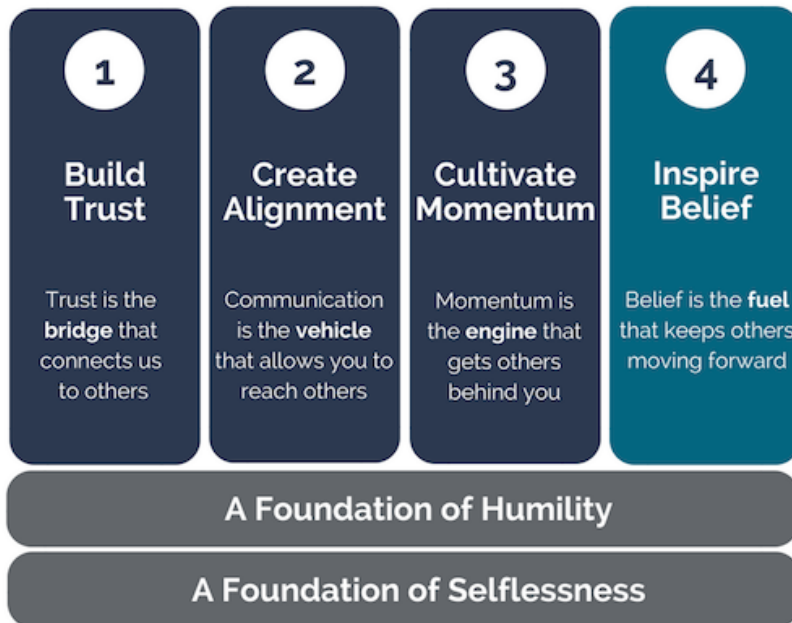 1
Build
Trust
Trust is the
bridge that
connects us
to others
2
Create
Alignment
Communication
is the vehicle
that allows you to
reach others
3
Cultivate
Momentum
Momentum is
the engine that
gets others
behind you
4
Inspire
Belief
Belief is the fuel
that keeps others
moving forward
A Foundation of Humility
A Foundation of Selflessness